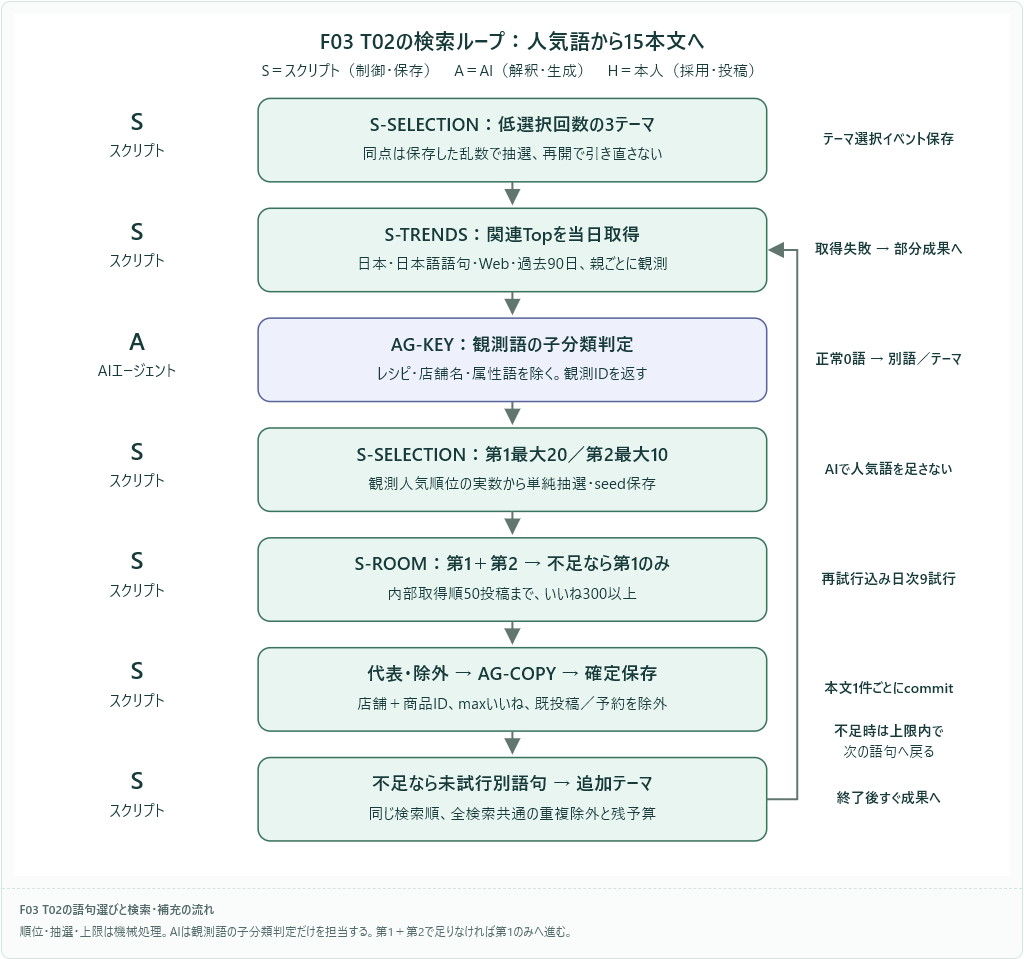 F03 T02の検索ループ：人気語から15本文へ
S＝スクリプト（制御・保存）　A＝AI（解釈・生成）　H＝本人（採用・投稿）
S
スクリプト
S-SELECTION：低選択回数の3テーマ
同点は保存した乱数で抽選、再開で引き直さない
テーマ選択イベント保存
S
スクリプト
S-TRENDS：関連Topを当日取得
日本・日本語語句・Web・過去90日、親ごとに観測
取得失敗 → 部分成果へ
A
AIエージェント
AG-KEY：観測語の子分類判定
レシピ・店舗名・属性語を除く。観測IDを返す
正常0語 → 別語／テーマ
S
スクリプト
S-SELECTION：第1最大20／第2最大10
観測人気順位の実数から単純抽選・seed保存
AIで人気語を足さない
S
スクリプト
S-ROOM：第1＋第2 → 不足なら第1のみ
内部取得順50投稿まで、いいね300以上
再試行込み日次9試行
S
スクリプト
代表・除外 → AG-COPY → 確定保存
店舗＋商品ID、maxいいね、既投稿／予約を除外
本文1件ごとにcommit
不足時は上限内で
次の語句へ戻る
S
スクリプト
不足なら未試行別語句 → 追加テーマ
同じ検索順、全検索共通の重複除外と残予算
終了後すぐ成果へ
F03 T02の語句選びと検索・補充の流れ
順位・抽選・上限は機械処理。AIは観測語の子分類判定だけを担当する。第1＋第2で足りなければ第1のみへ進む。